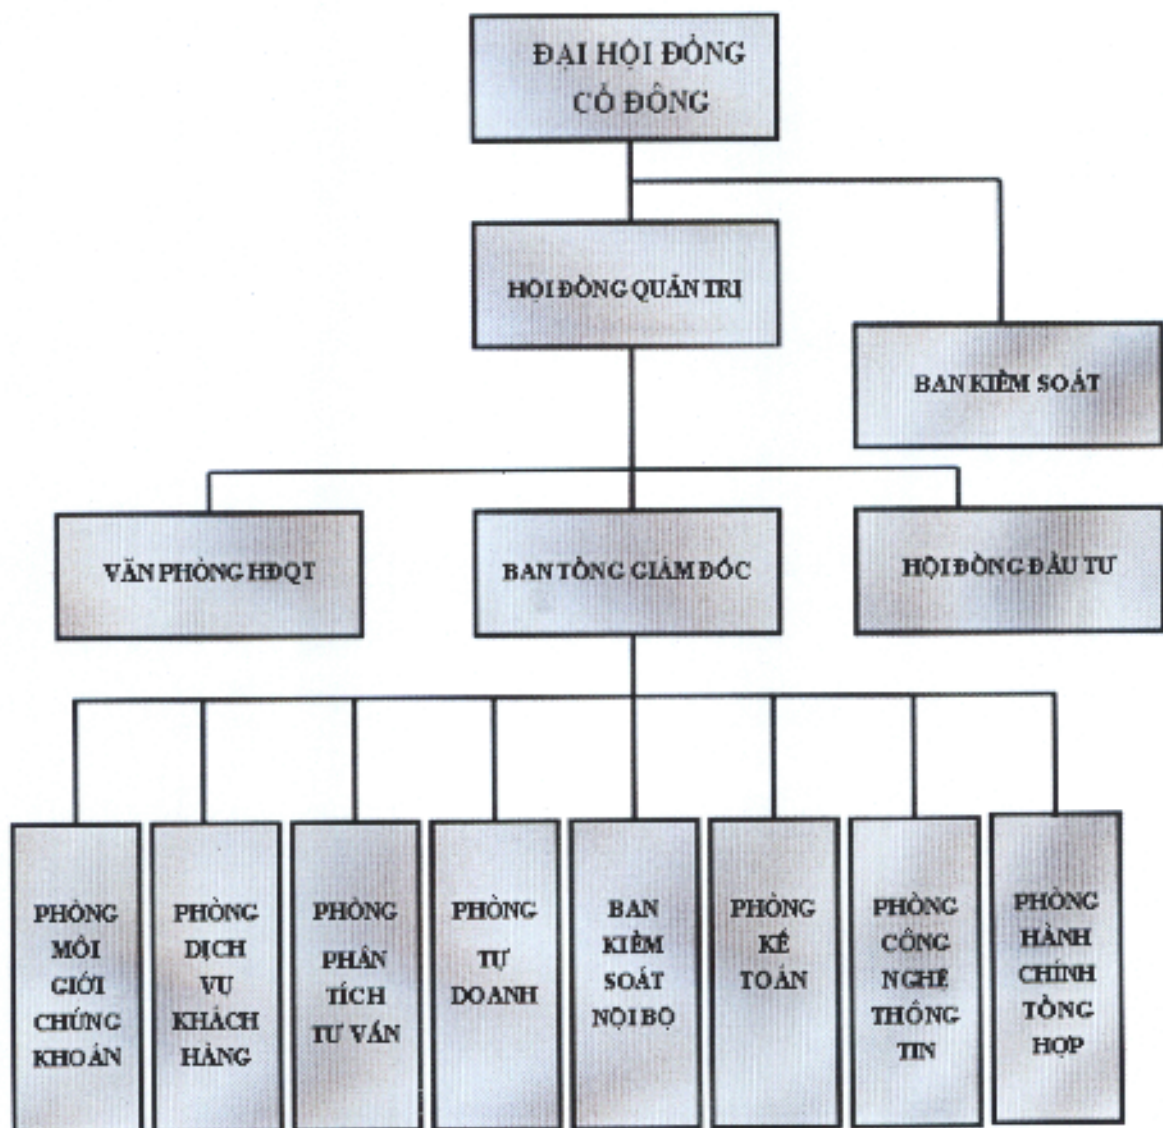 ĐẠI HỘI ĐỒNG
CỔ ĐÔNG
HỘI ĐỒNG QUẢN TRỊ
BAN KIỂM SOÁT
VĂN PHÒNG HĐQT
BAN TỔNG GIÁM ĐỐC
HỘI ĐỒNG ĐẦU TƯ
PHÒNG
MÔI
GIỚI
CHỨNG
KHOÁN
PHÒNG
DỊCH
VỤ
KHÁCH
HÀNG
PHÒNG
PHÂN
TÍCH
TƯ VẤN
PHÒNG
TỰ
DOANH
BAN
KIỂM
SOÁT
NỘI BỘ
PHÒNG
KẾ
TOÁN
PHÒNG
CÔNG
NGHỆ
THÔNG
TIN
PHÒNG
HÀNH
CHÍNH
TỔNG
HỢP